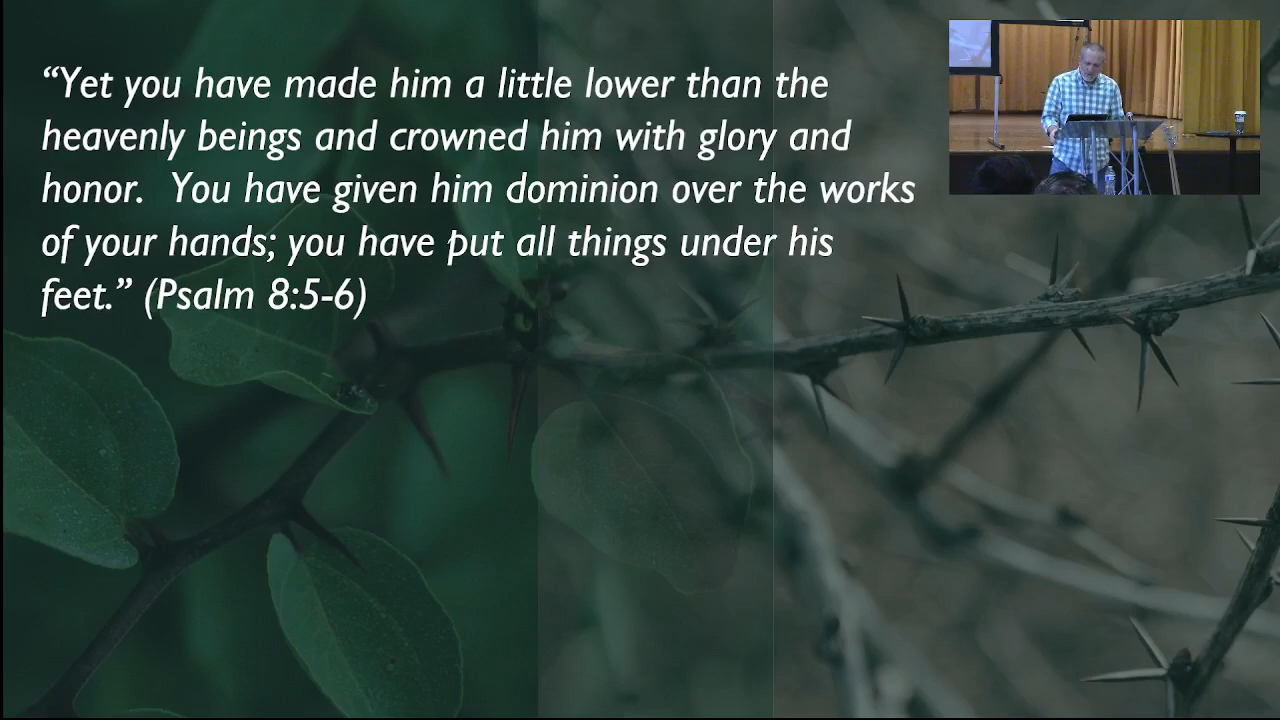 “Yet you have made him a little lower than the
heavenly beings and crowned him with glory and
honor.  You have given him dominion over the works
of your hands; you have put all things under his
feet.” (Psalm 8:5-6)